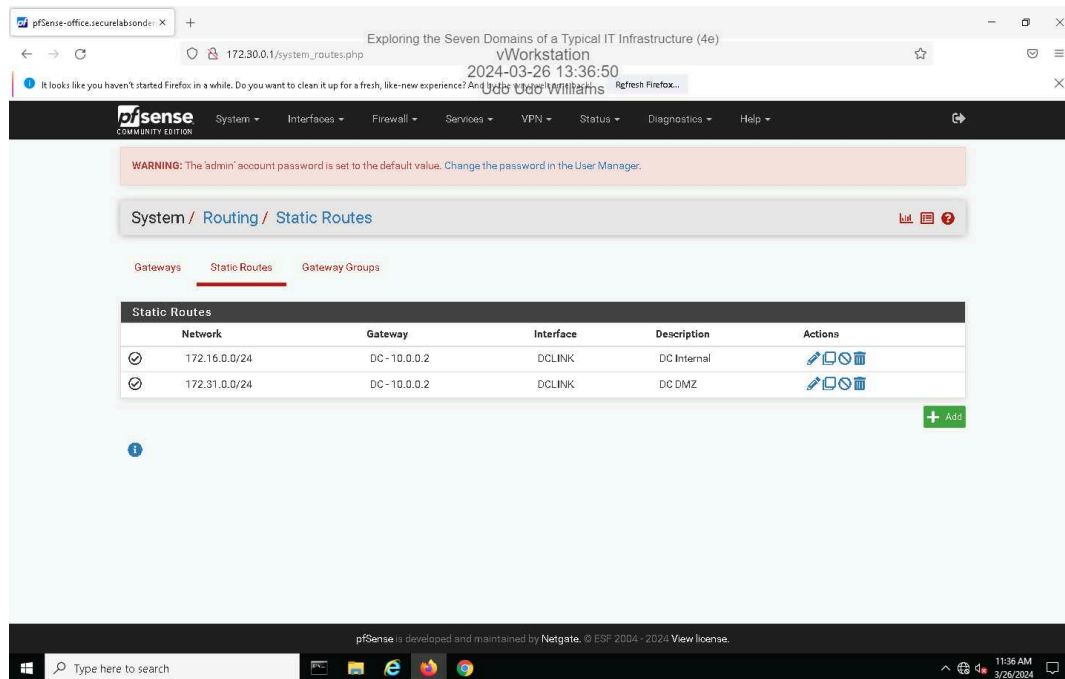 pfSense-office.securelabsonde
172.30.0.1/system_routes.php
Exploring the Seven Domains of a Typical IT Infrastructure (4e)
vWorkstation
2024-03-26 13:36:50
Udo Udo Williams
It looks like you haven't started Firefox in a while. Do you want to clean it up for a fresh, like-new experience? And by the way, welcome back!
Refresh Firefox...
pfsense
COMMUNITY EDITION
System Interfaces Firewall Services VPN Status Diagnostics Help
WARNING: The 'admin' account password is set to the default value. Change the password in the User Manager.
System / Routing / Static Routes
Gateways Static Routes Gateway Groups
Static Routes
Network Gateway Interface Description Actions
172.16.0.0/24 DC - 10.0.0.2 DCLINK DC Internal
172.31.0.0/24 DC - 10.0.0.2 DCLINK DC DMZ
Add
pfSense is developed and maintained by Netgate. © ESF 2004 - 2024 View license.
Type here to search
11:36 AM
3/26/2024